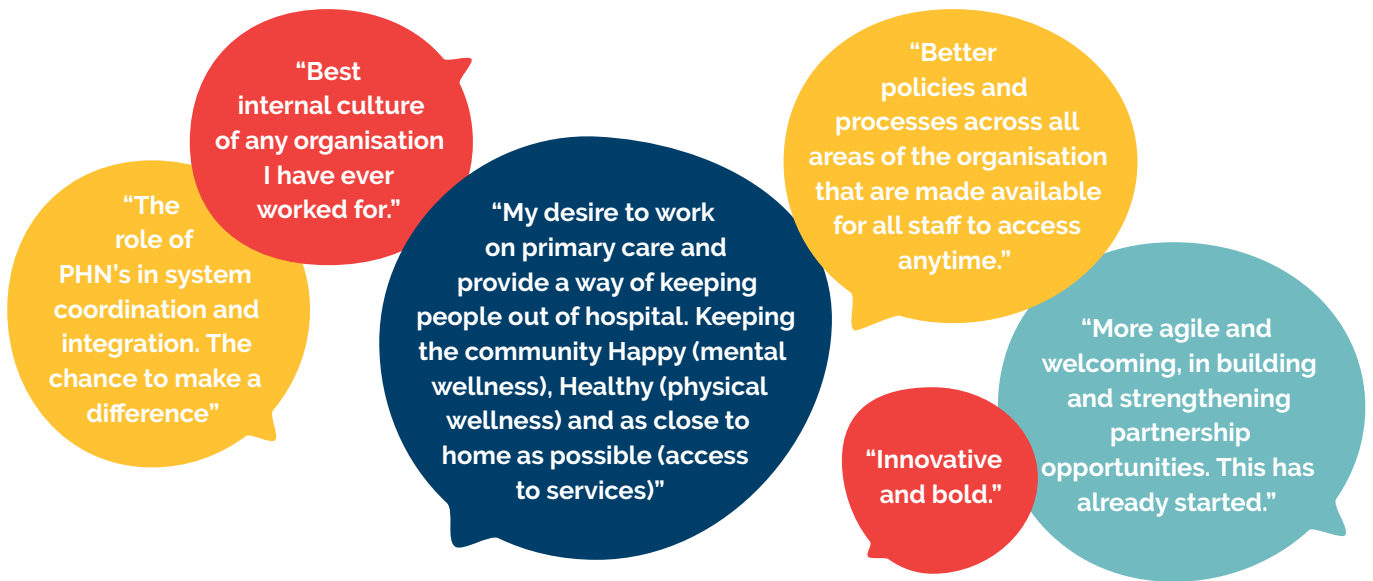 “The
role of
PHN’s in system
coordination and
integration. The
chance to make a
difference”
“Best
internal culture
of any organisation
I have ever
worked for.”
“My desire to work
on primary care and
provide a way of keeping
people out of hospital. Keeping
the community Happy (mental
wellness), Healthy (physical
wellness) and as close to
home as possible (access
to services)”
“Better
policies and
processes across all
areas of the organisation
that are made available
for all staff to access
anytime.”
“Innovative
and bold.”
“More agile and
welcoming, in building
and strengthening
partnership
opportunities. This has
already started.”